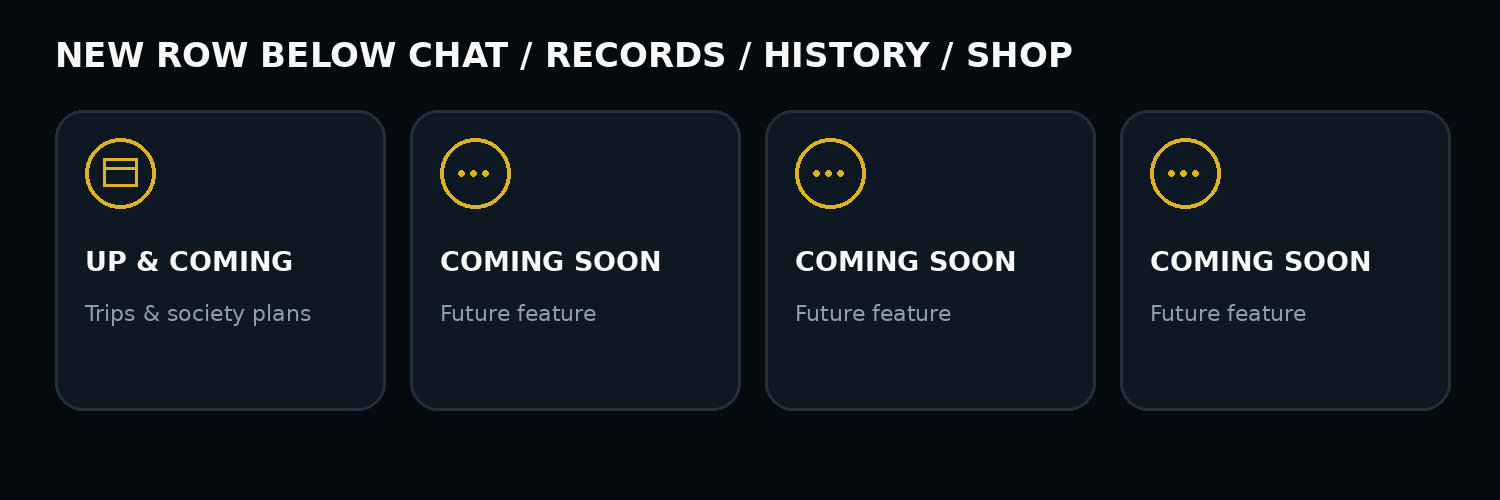 NEW ROW BELOW CHAT / RECORDS / HISTORY / SHOP
UP & COMING
Trips & society plans
COMING SOON
Future feature
COMING SOON
Future feature
COMING SOON
Future feature